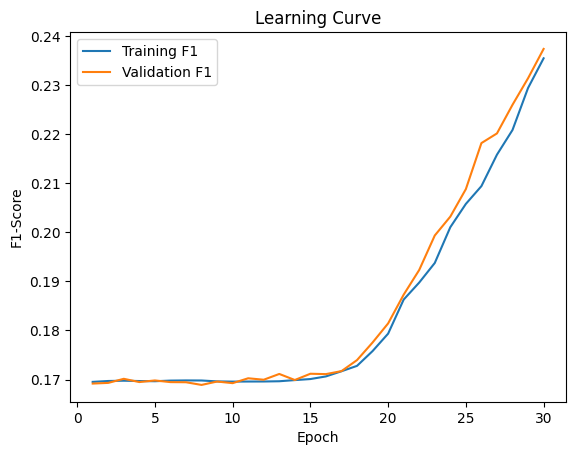 Learning Curve
Training F1
Validation F1
0.24
0.23
0.22
0.21
0.20
0.19
0.18
0.17
F1-Score
0 5 10 15 20 25 30
Epoch